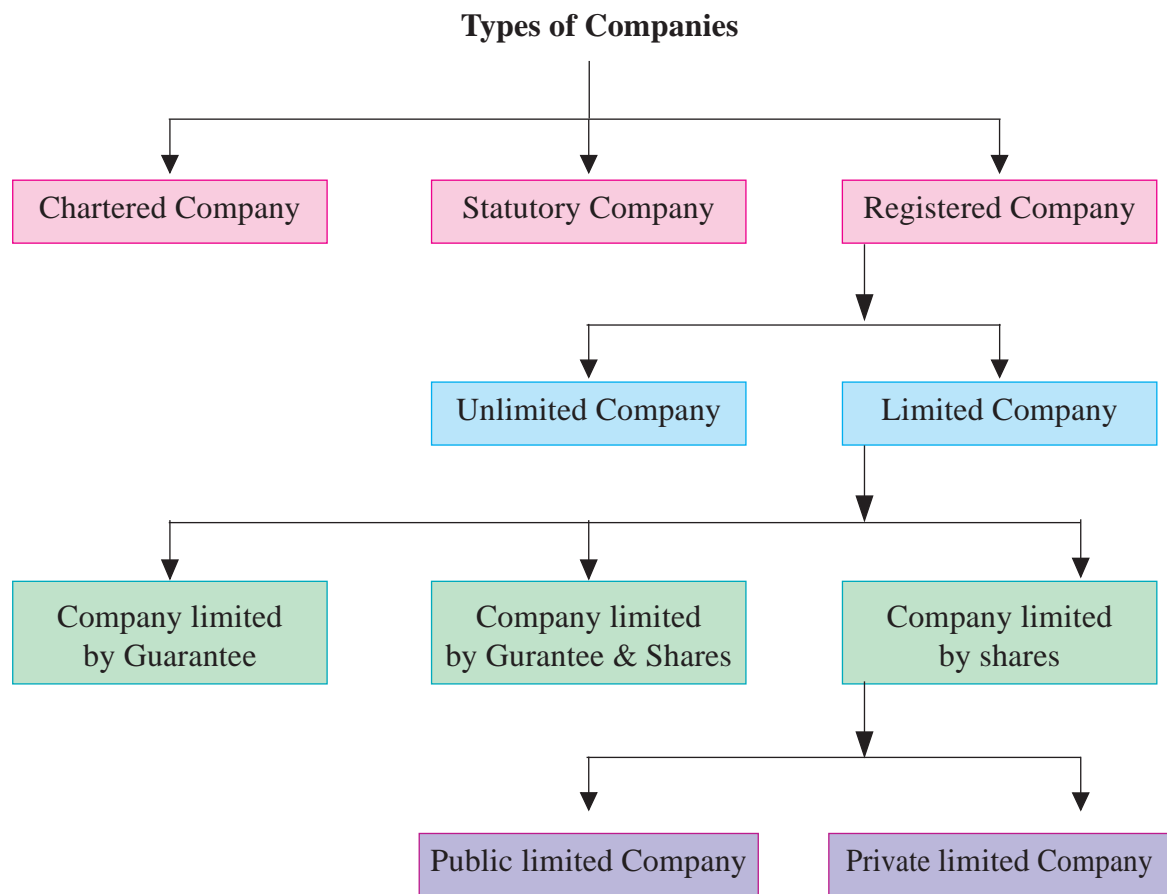 Types of Companies
Chartered Company
Statutory Company
Registered Company
Unlimited Company
Limited Company
Company limited
by Guarantee
Company limited
by Gurantee & Shares
Company limited
by shares
Public limited Company
Private limited Company